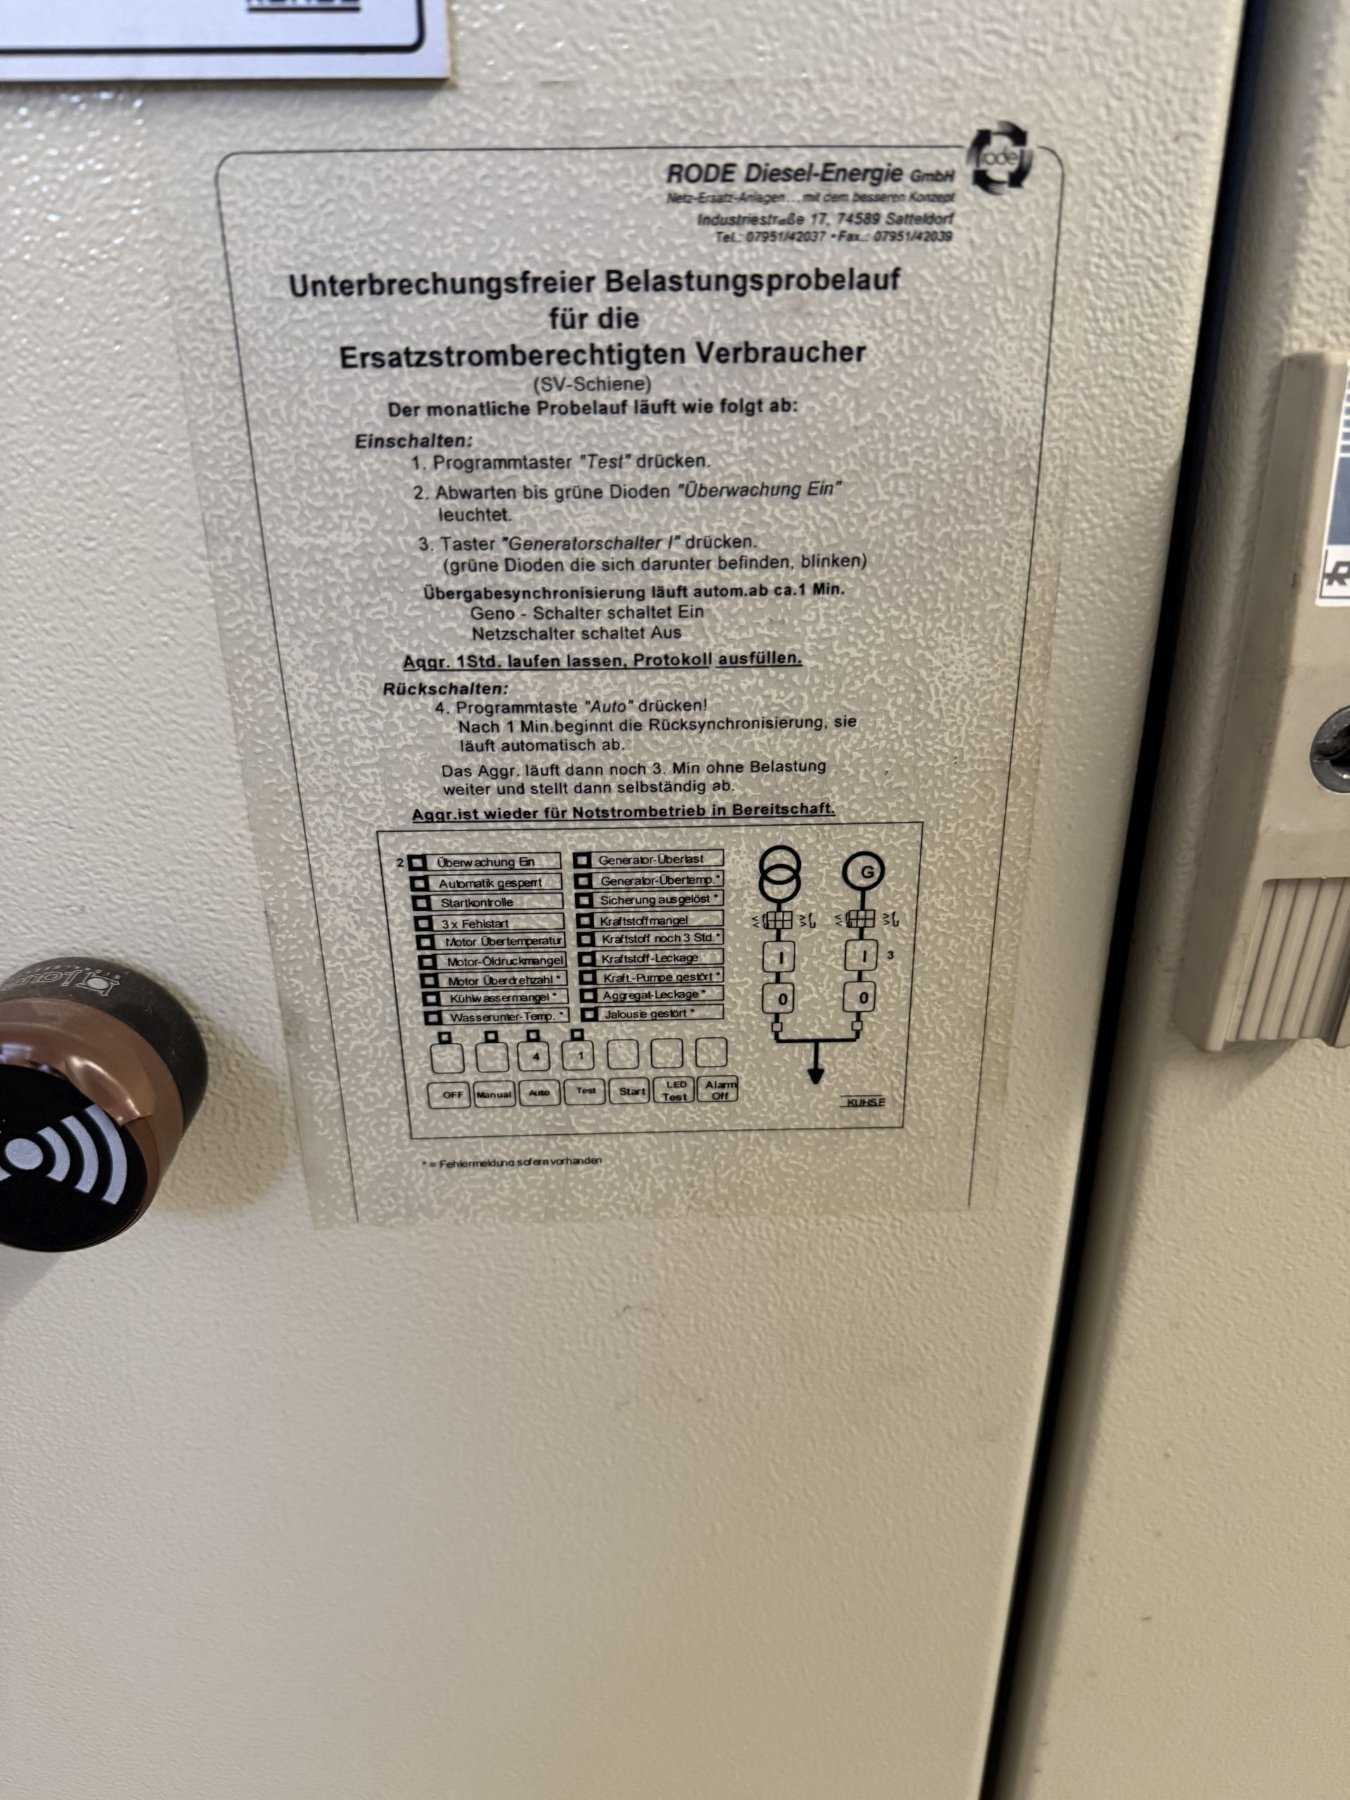 rode
RODE Diesel-Energie GmbH
Netz-Ersatz-Anlagen...mit dem besseren Konzept
Industriestraße 17, 74589 Satteldorf
Tel.: 07951/42037 • Fax..: 07951/42039
Unterbrechungsfreier Belastungsprobelauf
für die
Ersatzstromberechtigten Verbraucher
(SV-Schiene)
Der monatliche Probelauf läuft wie folgt ab:
Einschalten:
1. Programmtaster "Test" drücken.
2. Abwarten bis grüne Dioden "Überwachung Ein"
leuchtet.
3. Taster "Generatorschalter I" drücken.
(grüne Dioden die sich darunter befinden, blinken)
Übergabesynchronisierung läuft autom.ab ca.1 Min.
Geno - Schalter schaltet Ein
Netzschalter schaltet Aus
Aggr. 1Std. laufen lassen, Protokoll ausfüllen.
Rückschalten:
4. Programmtaste "Auto" drücken!
Nach 1 Min.beginnt die Rücksynchronisierung, sie
läuft automatisch ab.
Das Aggr. läuft dann noch 3. Min ohne Belastung
weiter und stellt dann selbständig ab.
Aggr.ist wieder für Notstrombetrieb in Bereitschaft.
2 Überwachung Ein
Automatik gesperrt
Startkontrolle
3 x Fehlstart
Motor Übertemperatur
Motor-Öldruckmangel
Motor Überdrehzahl *
Kühlwassermangel *
Wasserunter-Temp. *
Generator-Überlast
Generator-Übertemp. *
Sicherung ausgelöst *
Kraftstoffmangel
Kraftstoff noch 3 Std. *
Kraftstoff-Leckage
Kraft-Pumpe gestört *
Aggregat-Leckage *
Jalousie gestört *
G
I I 3
0 0
4 1
OFF Manual Auto Test Start LED Test Alarm Off
KUHSE
* = Fehlermeldung sofern vorhanden